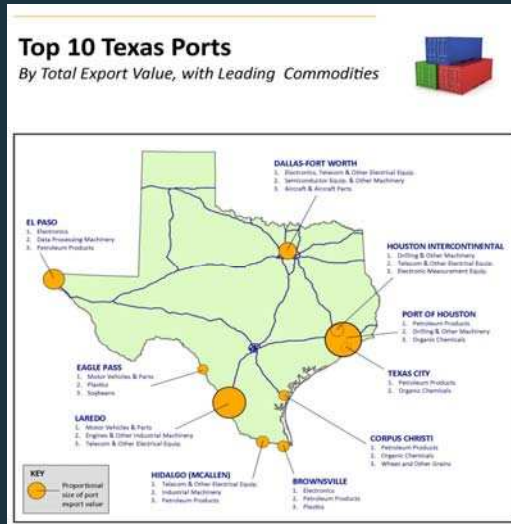 Top 10 Texas Ports
By Total Export Value, with Leading Commodities
DALLAS-FORT WORTH
1. Electronics, Telecom & Other Electrical Equip.
2. Semiconductor Equip. & Other Machinery
3. Aircraft & Aircraft Parts
EL PASO
1. Electronics
2. Data Processing Machinery
3. Petroleum Products
HOUSTON INTERCONTINENTAL
1. Drilling & Other Machinery
2. Telecom & Other Electrical Equip.
3. Electronic Measurement Equip.
PORT OF HOUSTON
1. Petroleum Products
2. Drilling & Other Machinery
3. Organic Chemicals
TEXAS CITY
1. Petroleum Products
2. Organic Chemicals
EAGLE PASS
1. Motor Vehicles & Parts
2. Plastics
3. Soybeans
LAREDO
1. Motor Vehicles & Parts
2. Engines & Other Industrial Machinery
3. Telecom & Other Electrical Equip.
CORPUS CHRISTI
1. Petroleum Products
2. Organic Chemicals
3. Wheat and Other Grains
HIDALGO (MCALLEN)
1. Telecom & Other Electrical Equip.
2. Industrial Machinery
3. Petroleum Products
BROWNSVILLE
1. Electronics
2. Petroleum Products
3. Plastics
KEY
Proportional
size of port
export value